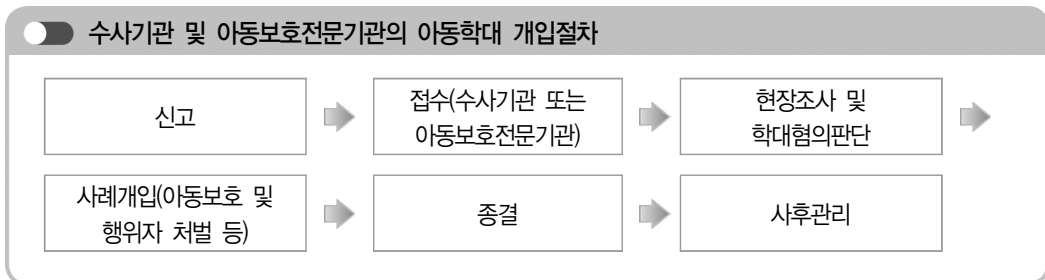 수사기관 및 아동보호전문기관의 아동학대 개입절차
신고
접수(수사기관 또는
아동보호전문기관)
현장조사 및
학대혐의판단
사례개입(아동보호 및
행위자 처벌 등)
종결
사후관리